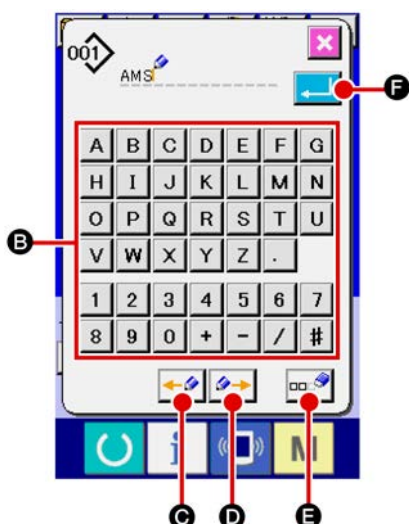 001
AMS
F
A B C D E F G
H I J K L M N
O P Q R S T U
B
V W X Y Z .
1 2 3 4 5 6 7
8 9 0 + - / #
i M
C D E